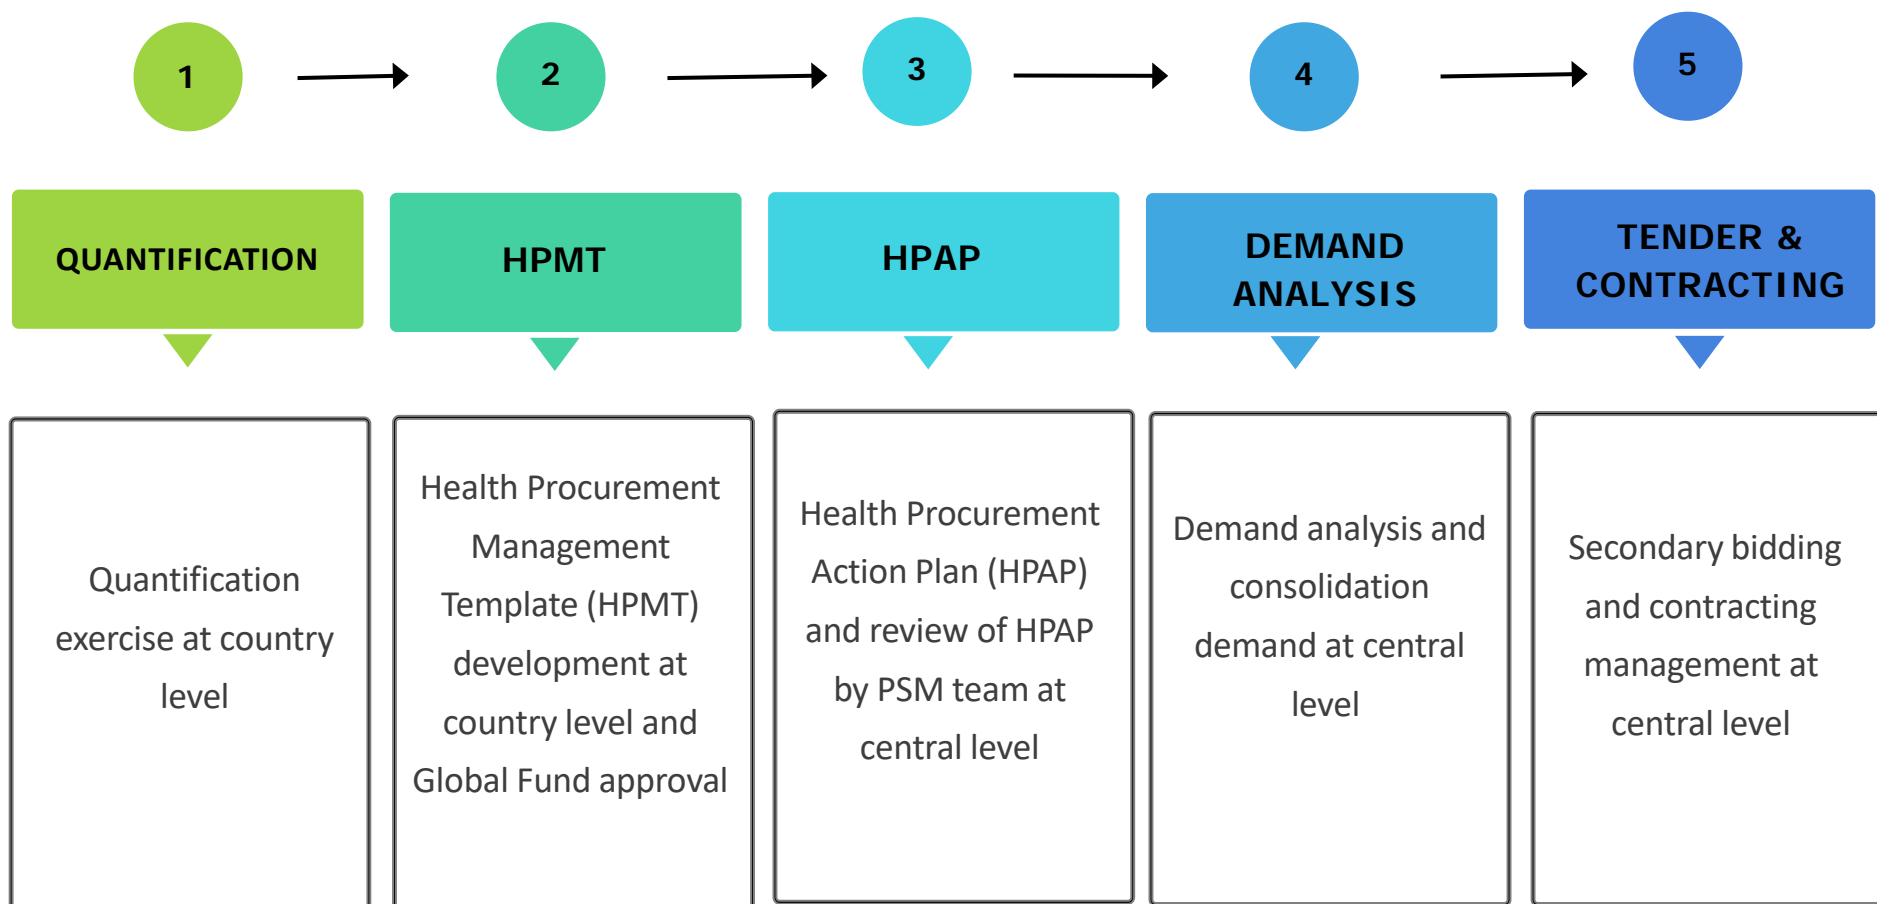 1
2
3
4
5
QUANTIFICATION
HPMT
HPAP
DEMAND
ANALYSIS
TENDER &
CONTRACTING
Quantification
exercise at country
level
Health Procurement
Management
Template (HPMT)
development at
country level and
Global Fund approval
Health Procurement
Action Plan (HPAP)
and review of HPAP
by PSM team at
central level
Demand analysis and
consolidation
demand at central
level
Secondary bidding
and contracting
management at
central level